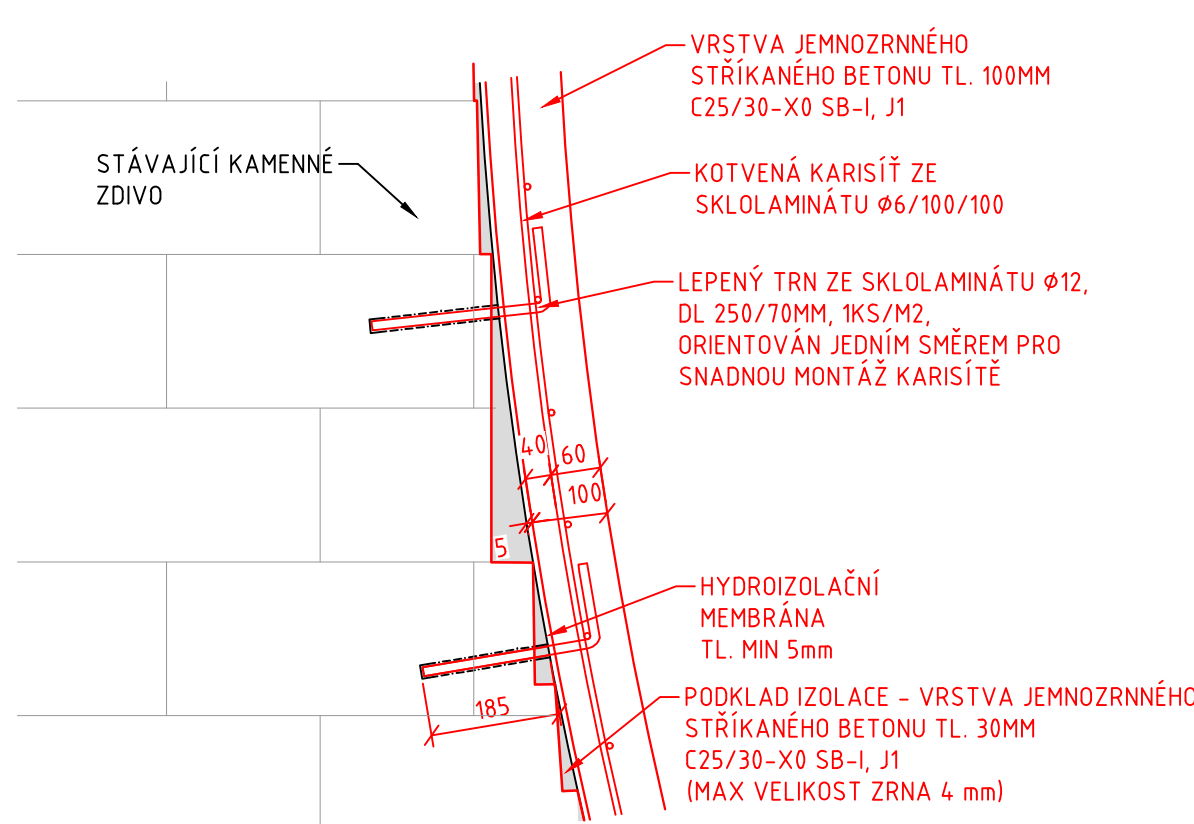 VRSTVA JEMNOZRNNÉHO
STŘÍKANÉHO BETONU TL. 100MM
C25/30-X0 SB-I, J1
STÁVAJÍCÍ KAMENNÉ
ZDIVO
KOTVENÁ KARISÍŤ ZE
SKLOLAMINÁTU Ø6/100/100
LEPENÝ TRN ZE SKLOLAMINÁTU Ø12,
DL 250/70MM, 1KS/M2,
ORIENTOVÁN JEDNÍM SMĚREM PRO
SNADNOU MONTÁŽ KARISÍTĚ
40
60
100
5
HYDROIZOLAČNÍ
MEMBRÁNA
TL. MIN 5mm
185
PODKLAD IZOLACE - VRSTVA JEMNOZRNNÉHO
STŘÍKANÉHO BETONU TL. 30MM
C25/30-X0 SB-I, J1
(MAX VELIKOST ZRNA 4 mm)